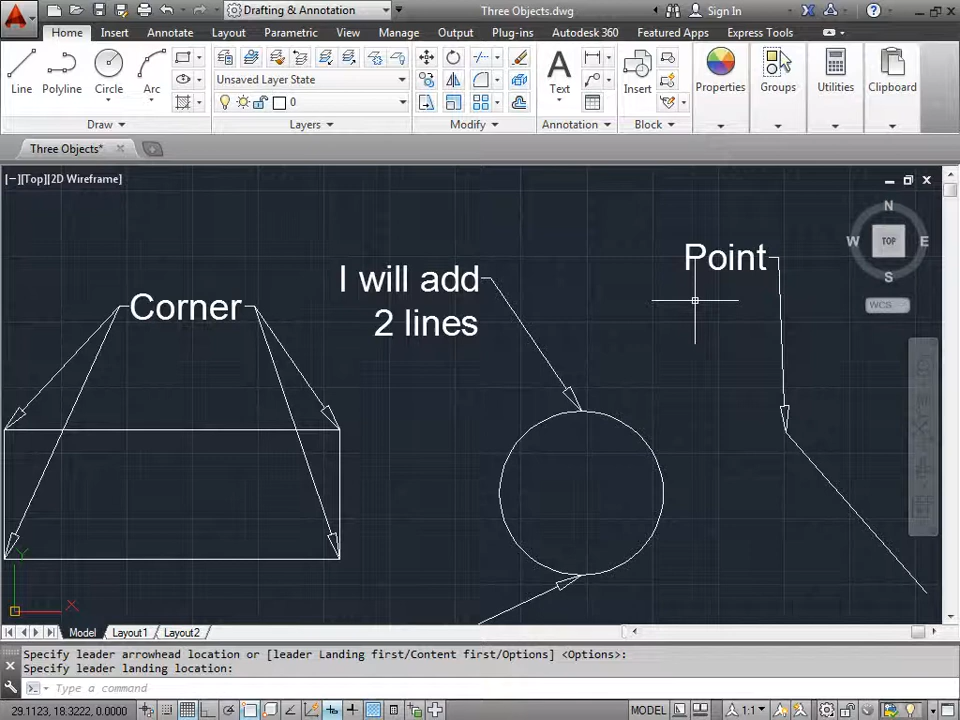 Drafting & Annotation
Three Objects.dwg
Sign In
Home
Insert
Annotate
Layout
Parametric
View
Manage
Output
Plug-ins
Autodesk 360
Featured Apps
Express Tools
Line
Polyline
Circle
Arc
Draw
Unsaved Layer State
0
Layers
Modify
A
Text
Annotation
Insert
Block
Properties
Groups
Utilities
Clipboard
Three Objects*
[−][Top][2D Wireframe]
N
W
TOP
E
S
WCS
Point
I will add
2 lines
Corner
Y
X
Model
Layout1
Layout2
Specify leader arrowhead location or [leader Landing first/Content first/Options] <Options>:
Specify leader landing location:
Type a command
29.1123, 18.3222, 0.0000
MODEL
1:1